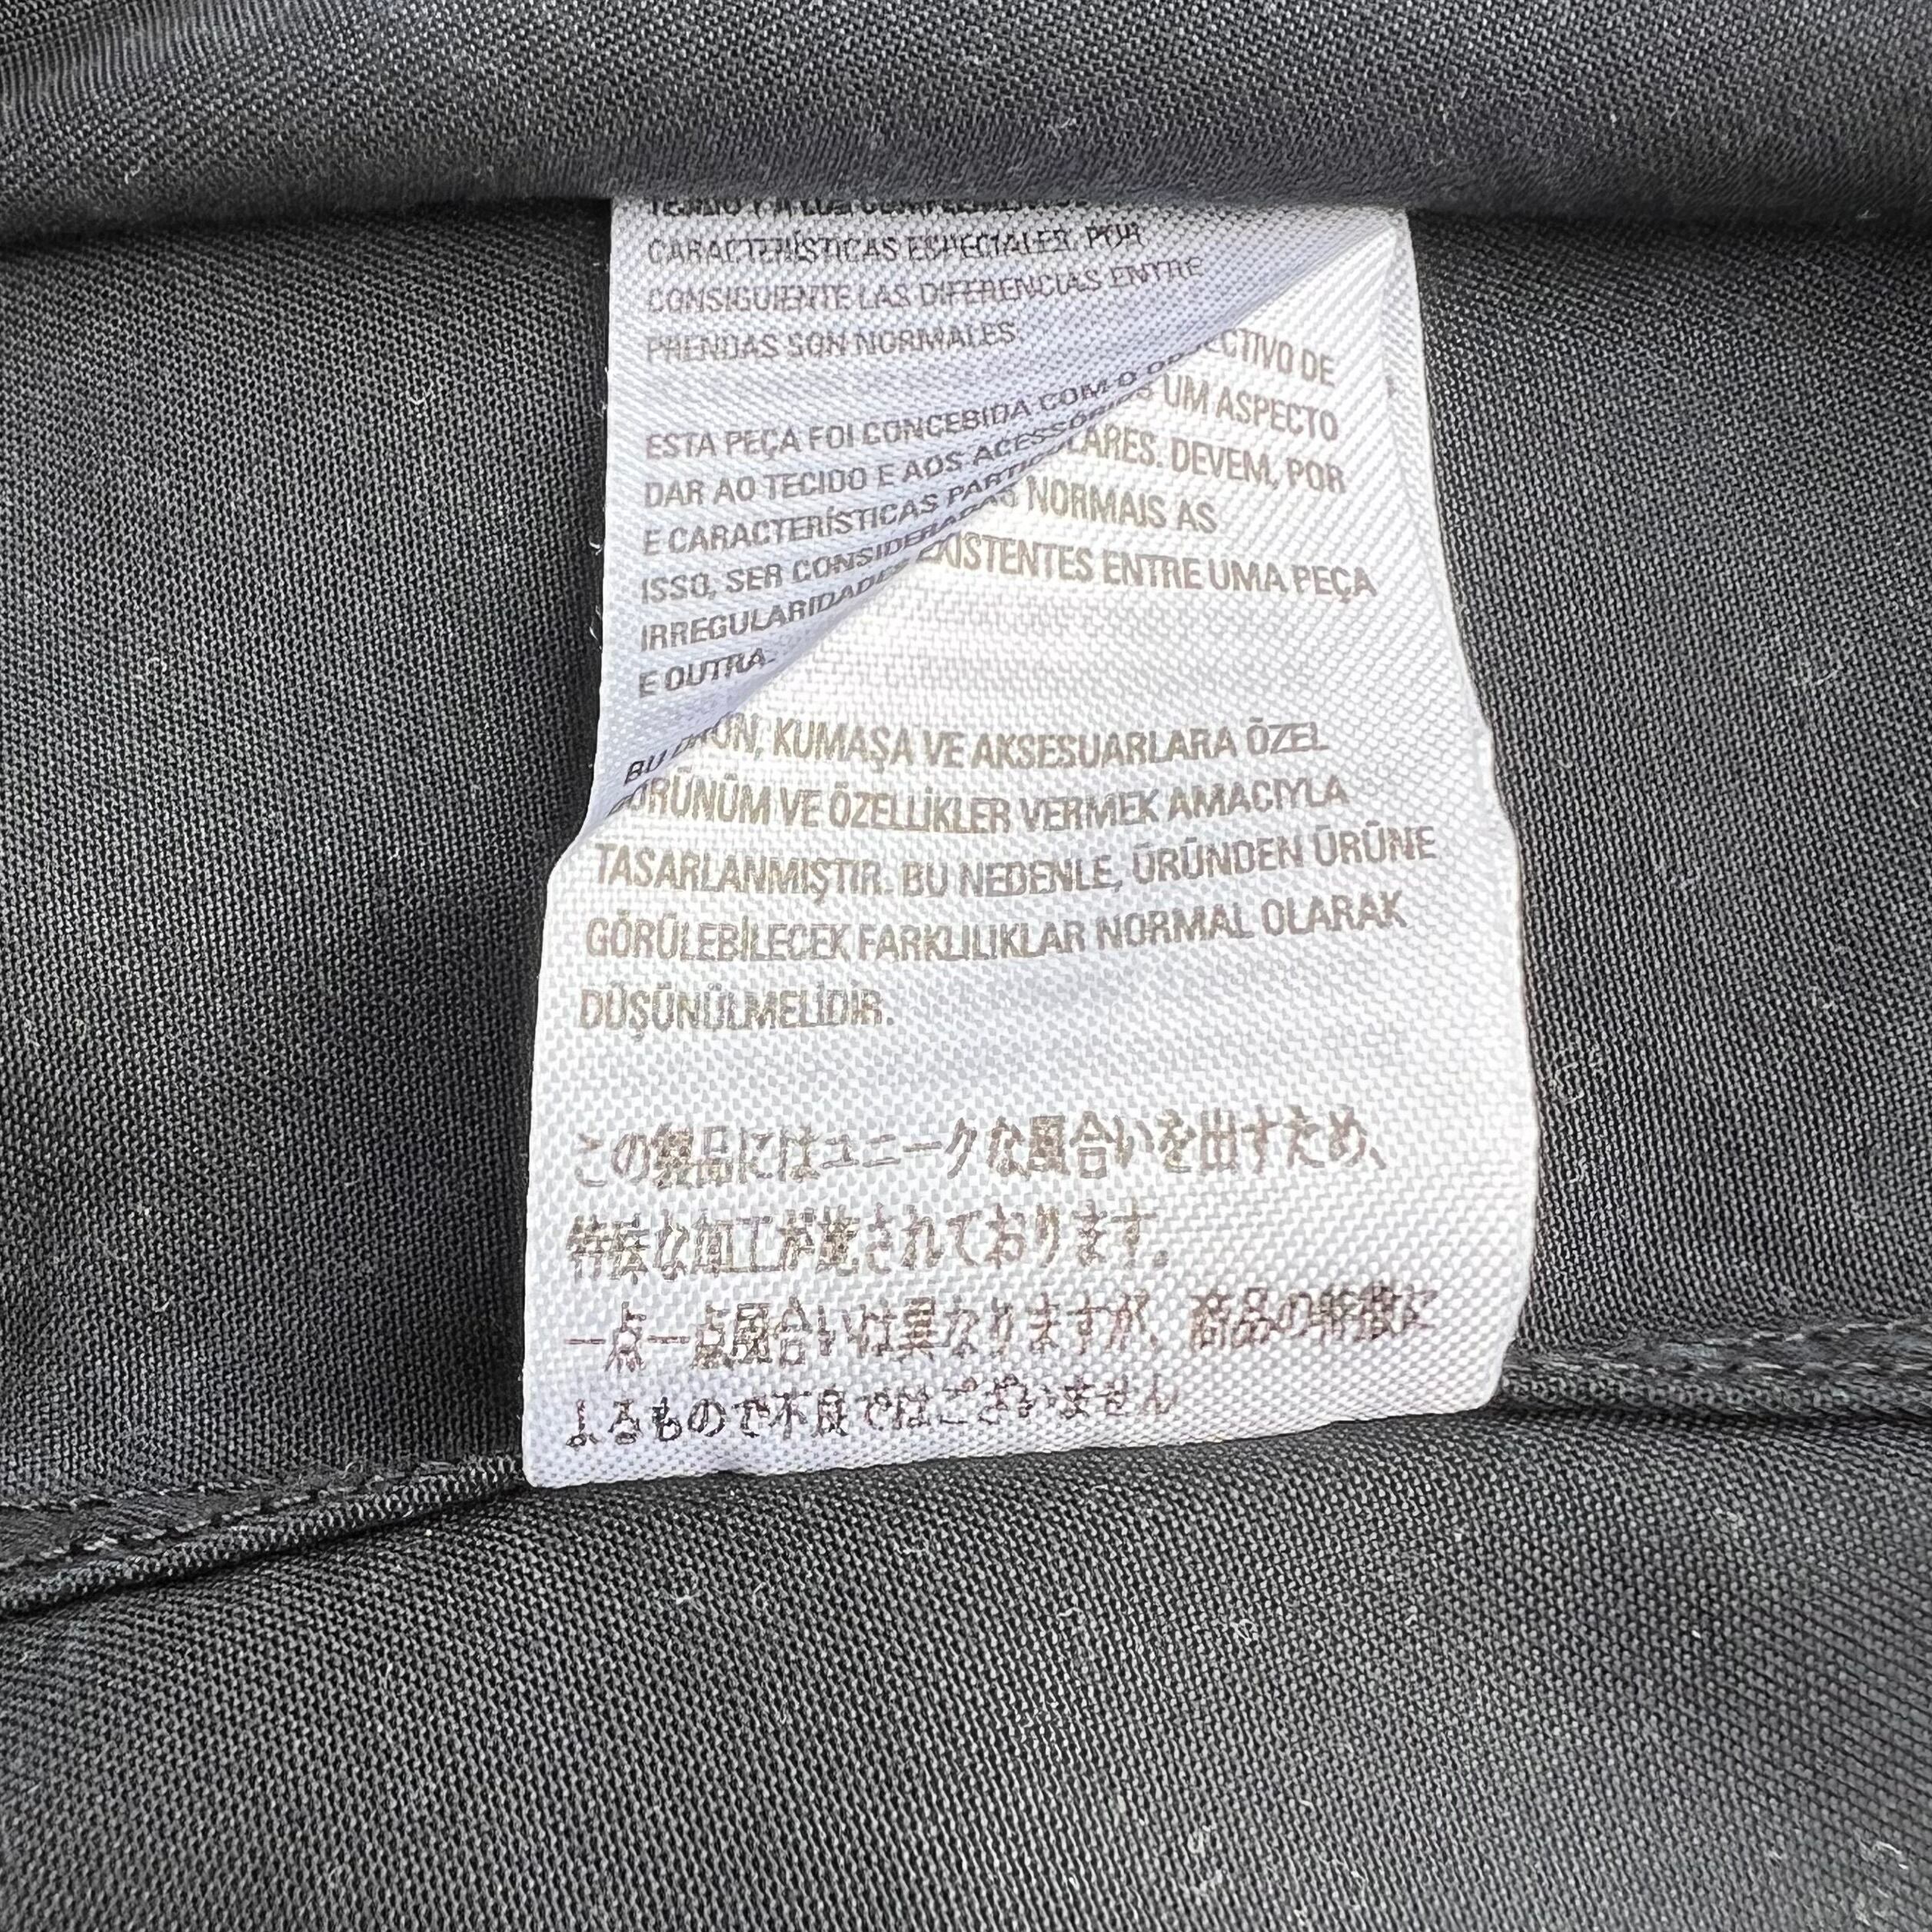 CARACTERÍSTICAS ESPECIALES. POR
CONSIGUIENTE LAS DIFERENCIAS ENTRE
PRENDAS SON NORMALES.
ESTA PEÇA FOI CONCEBIDA COM O ECTIVO DE
DAR AO TECIDO E AOS ACESSÓRIOS UM ASPECTO
E CARACTERÍSTICAS PARTICULARES. DEVEM, POR
ISSO, SER CONSIDERADAS NORMAIS AS
IRREGULARIDADES EXISTENTES ENTRE UMA PEÇA
E OUTRA.
BU ÜRÜN, KUMAŞA VE AKSESUARLARA ÖZEL
GÖRÜNÜM VE ÖZELLİKLER VERMEK AMACIYLA
TASARLANMIŞTIR. BU NEDENLE, ÜRÜNDEN ÜRÜNE
GÖRÜLEBİLECEK FARKLILIKLAR NORMAL OLARAK
DÜŞÜNÜLMELİDİR.
この製品にはユニークな風合いを出すため、
特殊な加工が施されております。
一点一点風合いは異なりますが、商品の特徴に
よるもので不良ではございません